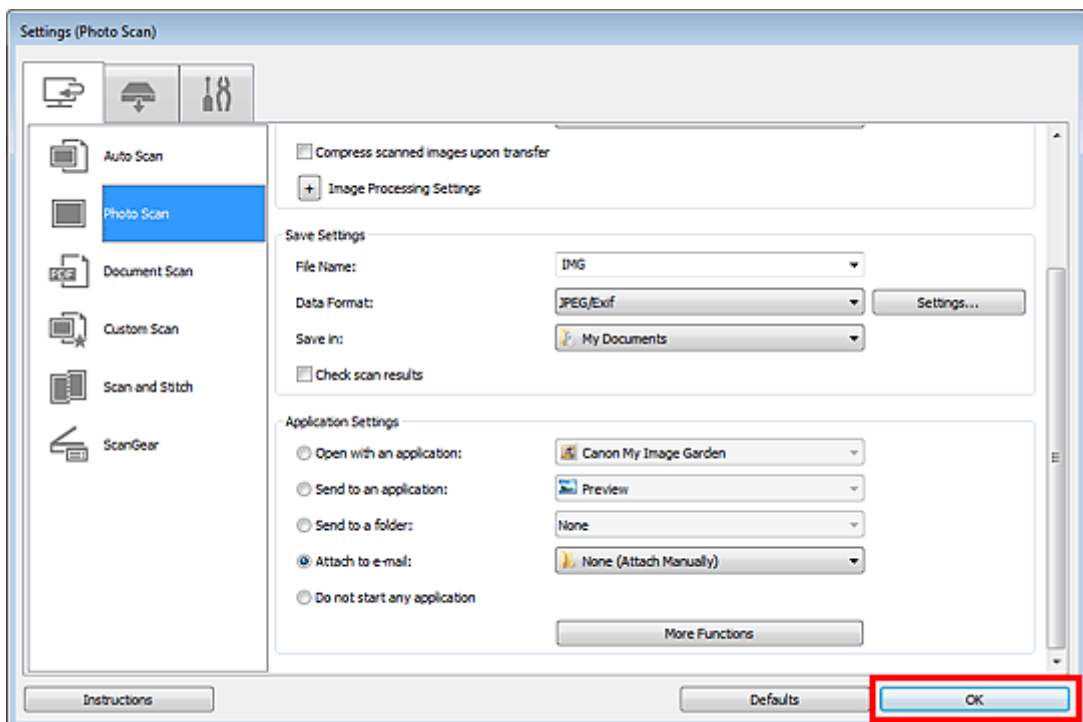 Settings (Photo Scan)
Auto Scan
Photo Scan
Document Scan
Custom Scan
Scan and Stitch
ScanGear
Compress scanned images upon transfer
+ Image Processing Settings
Save Settings
File Name: IMG
Data Format: JPEG/Exif Settings...
Save in: My Documents
Check scan results
Application Settings
Open with an application: Canon My Image Garden
Send to an application: Preview
Send to a folder: None
Attach to e-mail: None (Attach Manually)
Do not start any application
More Functions
Instructions Defaults OK